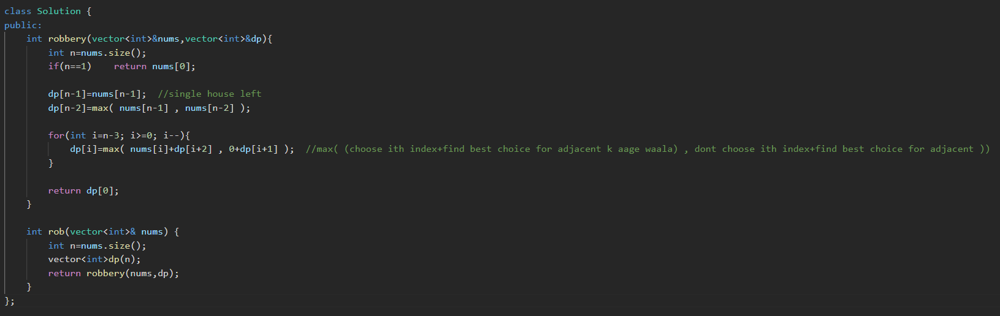 class Solution {
public:
    int robbery(vector<int>&nums,vector<int>&dp){
        int n=nums.size();
        if(n==1)    return nums[0];

        dp[n-1]=nums[n-1];  //single house left
        dp[n-2]=max( nums[n-1] , nums[n-2] );

        for(int i=n-3; i>=0; i--){
            dp[i]=max( nums[i]+dp[i+2] , 0+dp[i+1] );  //max( (choose ith index+find best choice for adjacent k aage waala) , dont choose ith index+find best choice for adjacent ))
        }

        return dp[0];
    }

    int rob(vector<int>& nums) {
        int n=nums.size();
        vector<int>dp(n);
        return robbery(nums,dp);
    }
};